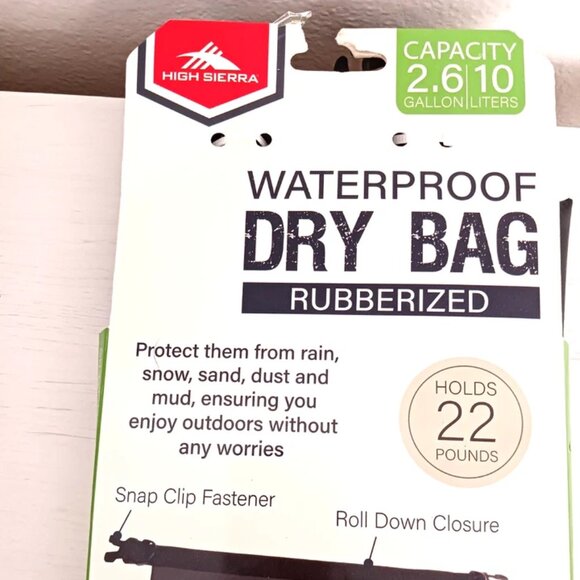 HIGH SIERRA
CAPACITY
2.6 10
GALLON LITERS
WATERPROOF
DRY BAG
RUBBERIZED
Protect them from rain,
snow, sand, dust and
mud, ensuring you
enjoy outdoors without
any worries
HOLDS
22
POUNDS
Snap Clip Fastener
Roll Down Closure